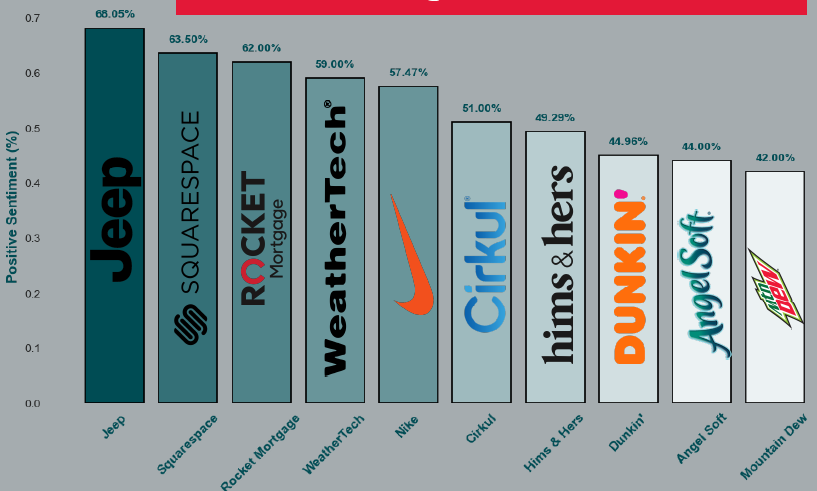 0.7
0.6
0.5
0.4
0.3
0.2
0.1
0.0
Positive Sentiment (%)
68.05%
63.50%
62.00%
59.00%
57.47%
51.00%
49.29%
44.96%
44.00%
42.00%
Jeep
SQUARESPACE
ROCKET
Mortgage
WeatherTech®
Cirkul®
hims & hers
DUNKIN'
Angel Soft
mtn
DEW
Jeep
Squarespace
Rocket Mortgage
WeatherTech
Nike
Cirkul
Hims & Hers
Dunkin'
Angel Soft
Mountain Dew